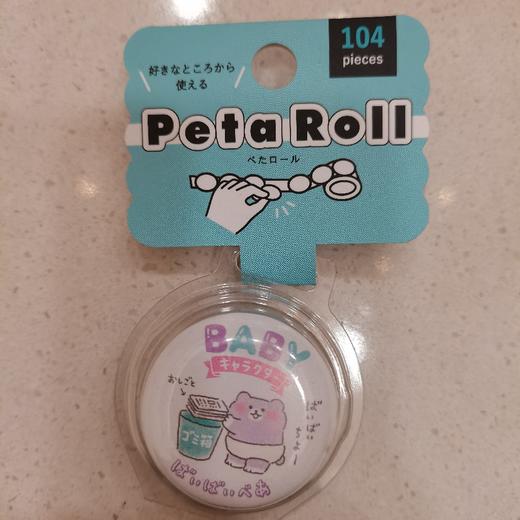 104
pieces
好きなところから
使える
Peta Roll
ぺたロール
BABY
キャラクター
おしごと
ゴミ箱
ばいばい
ばいばいべあ